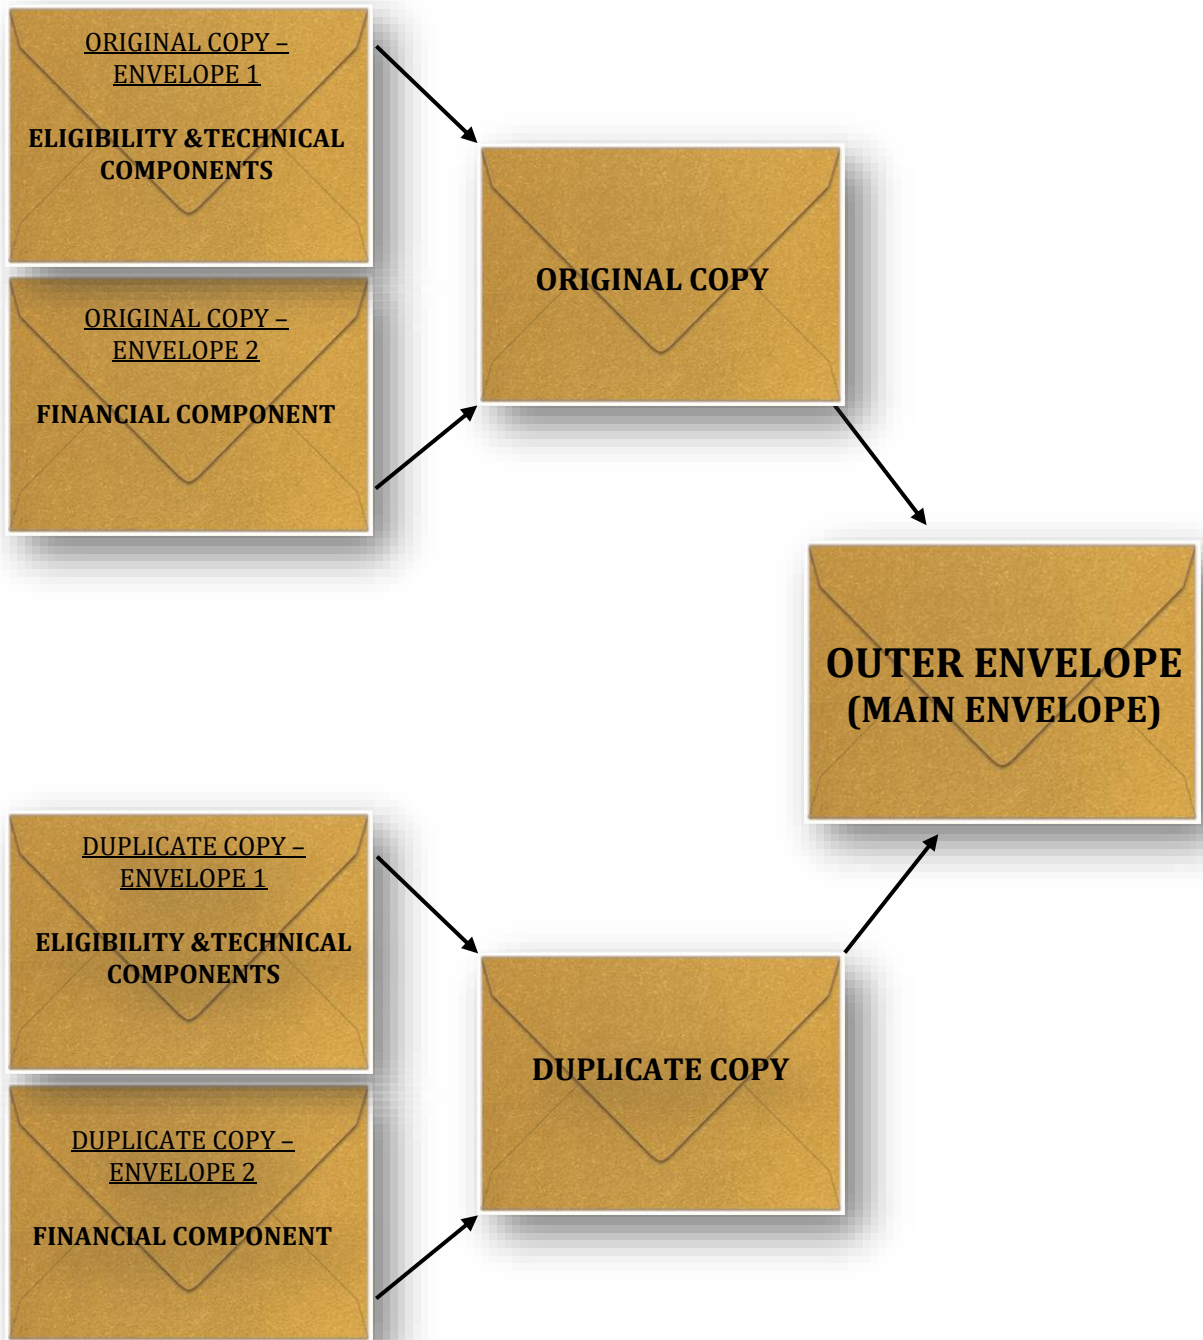 ORIGINAL COPY –
ENVELOPE 1
ELIGIBILITY &TECHNICAL
COMPONENTS
ORIGINAL COPY –
ENVELOPE 2
FINANCIAL COMPONENT
ORIGINAL COPY
OUTER ENVELOPE
(MAIN ENVELOPE)
DUPLICATE COPY –
ENVELOPE 1
ELIGIBILITY &TECHNICAL
COMPONENTS
DUPLICATE COPY –
ENVELOPE 2
FINANCIAL COMPONENT
DUPLICATE COPY